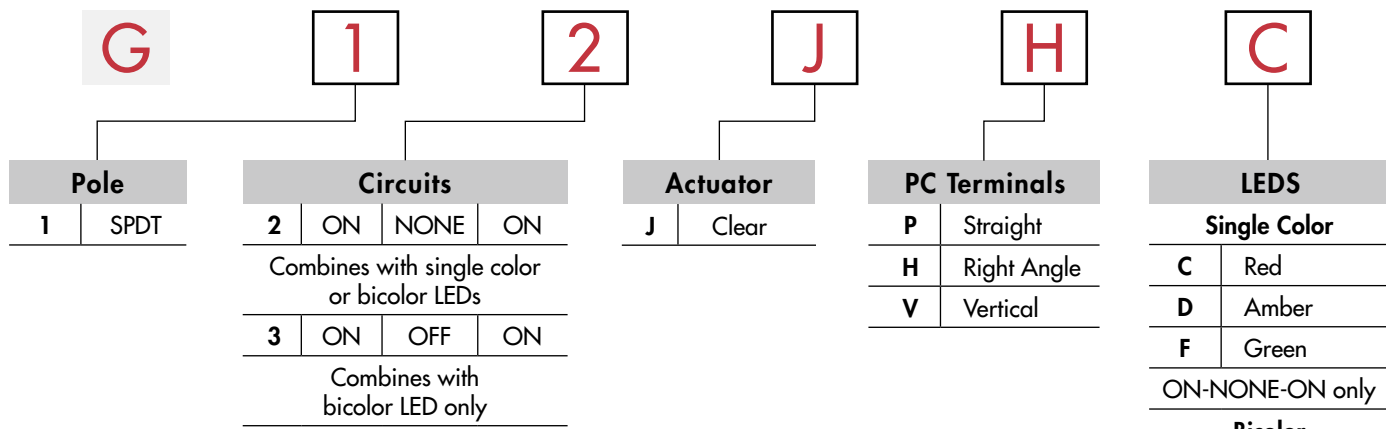 G 1 2 J H C
Pole
1 SPDT
Circuits
2 ON NONE ON
Combines with single color
or bicolor LEDs
3 ON OFF ON
Combines with
bicolor LED only
Actuator
J Clear
PC Terminals
P Straight
H Right Angle
V Vertical
LEDS
Single Color
C Red
D Amber
F Green
ON-NONE-ON only
Bicolor